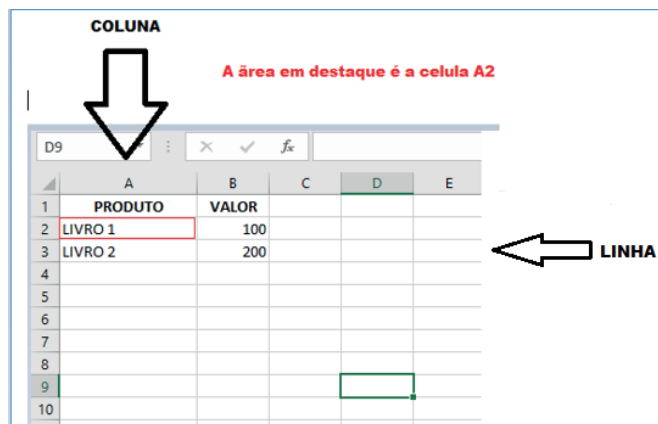 COLUNA
A ärea em destaque é a celula A2
D9 fx
A B C D E
1 PRODUTO VALOR
2 LIVRO 1 100
3 LIVRO 2 200
LINHA
4
5
6
7
8
9
10